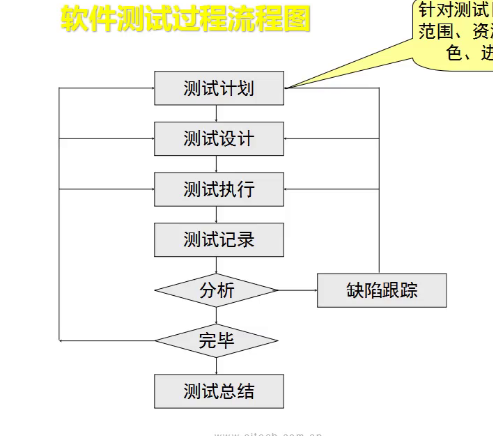 软件测试过程流程图
针对测试
范围、资
色、进
测试计划
测试设计
测试执行
测试记录
分析
缺陷跟踪
完毕
测试总结